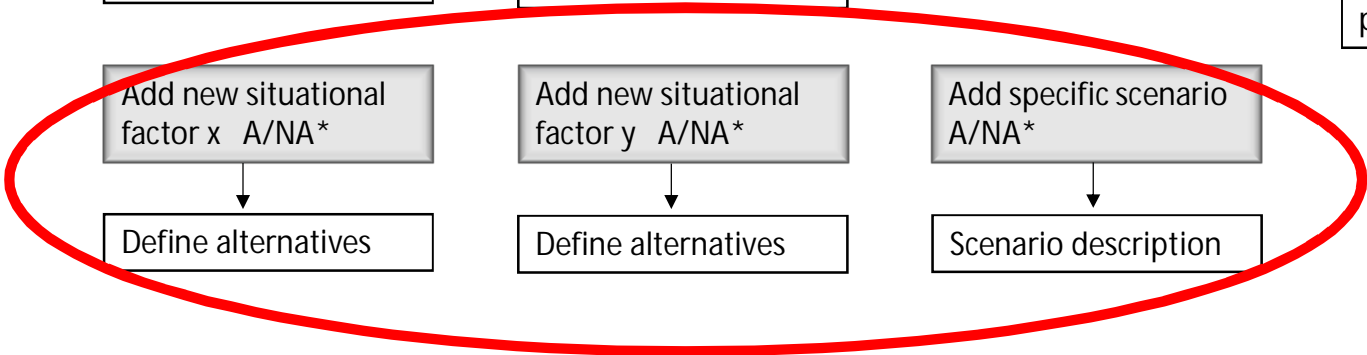 p
Add new situational
factor x A/NA*
Add new situational
factor y A/NA*
Add specific scenario
A/NA*
Define alternatives
Define alternatives
Scenario description